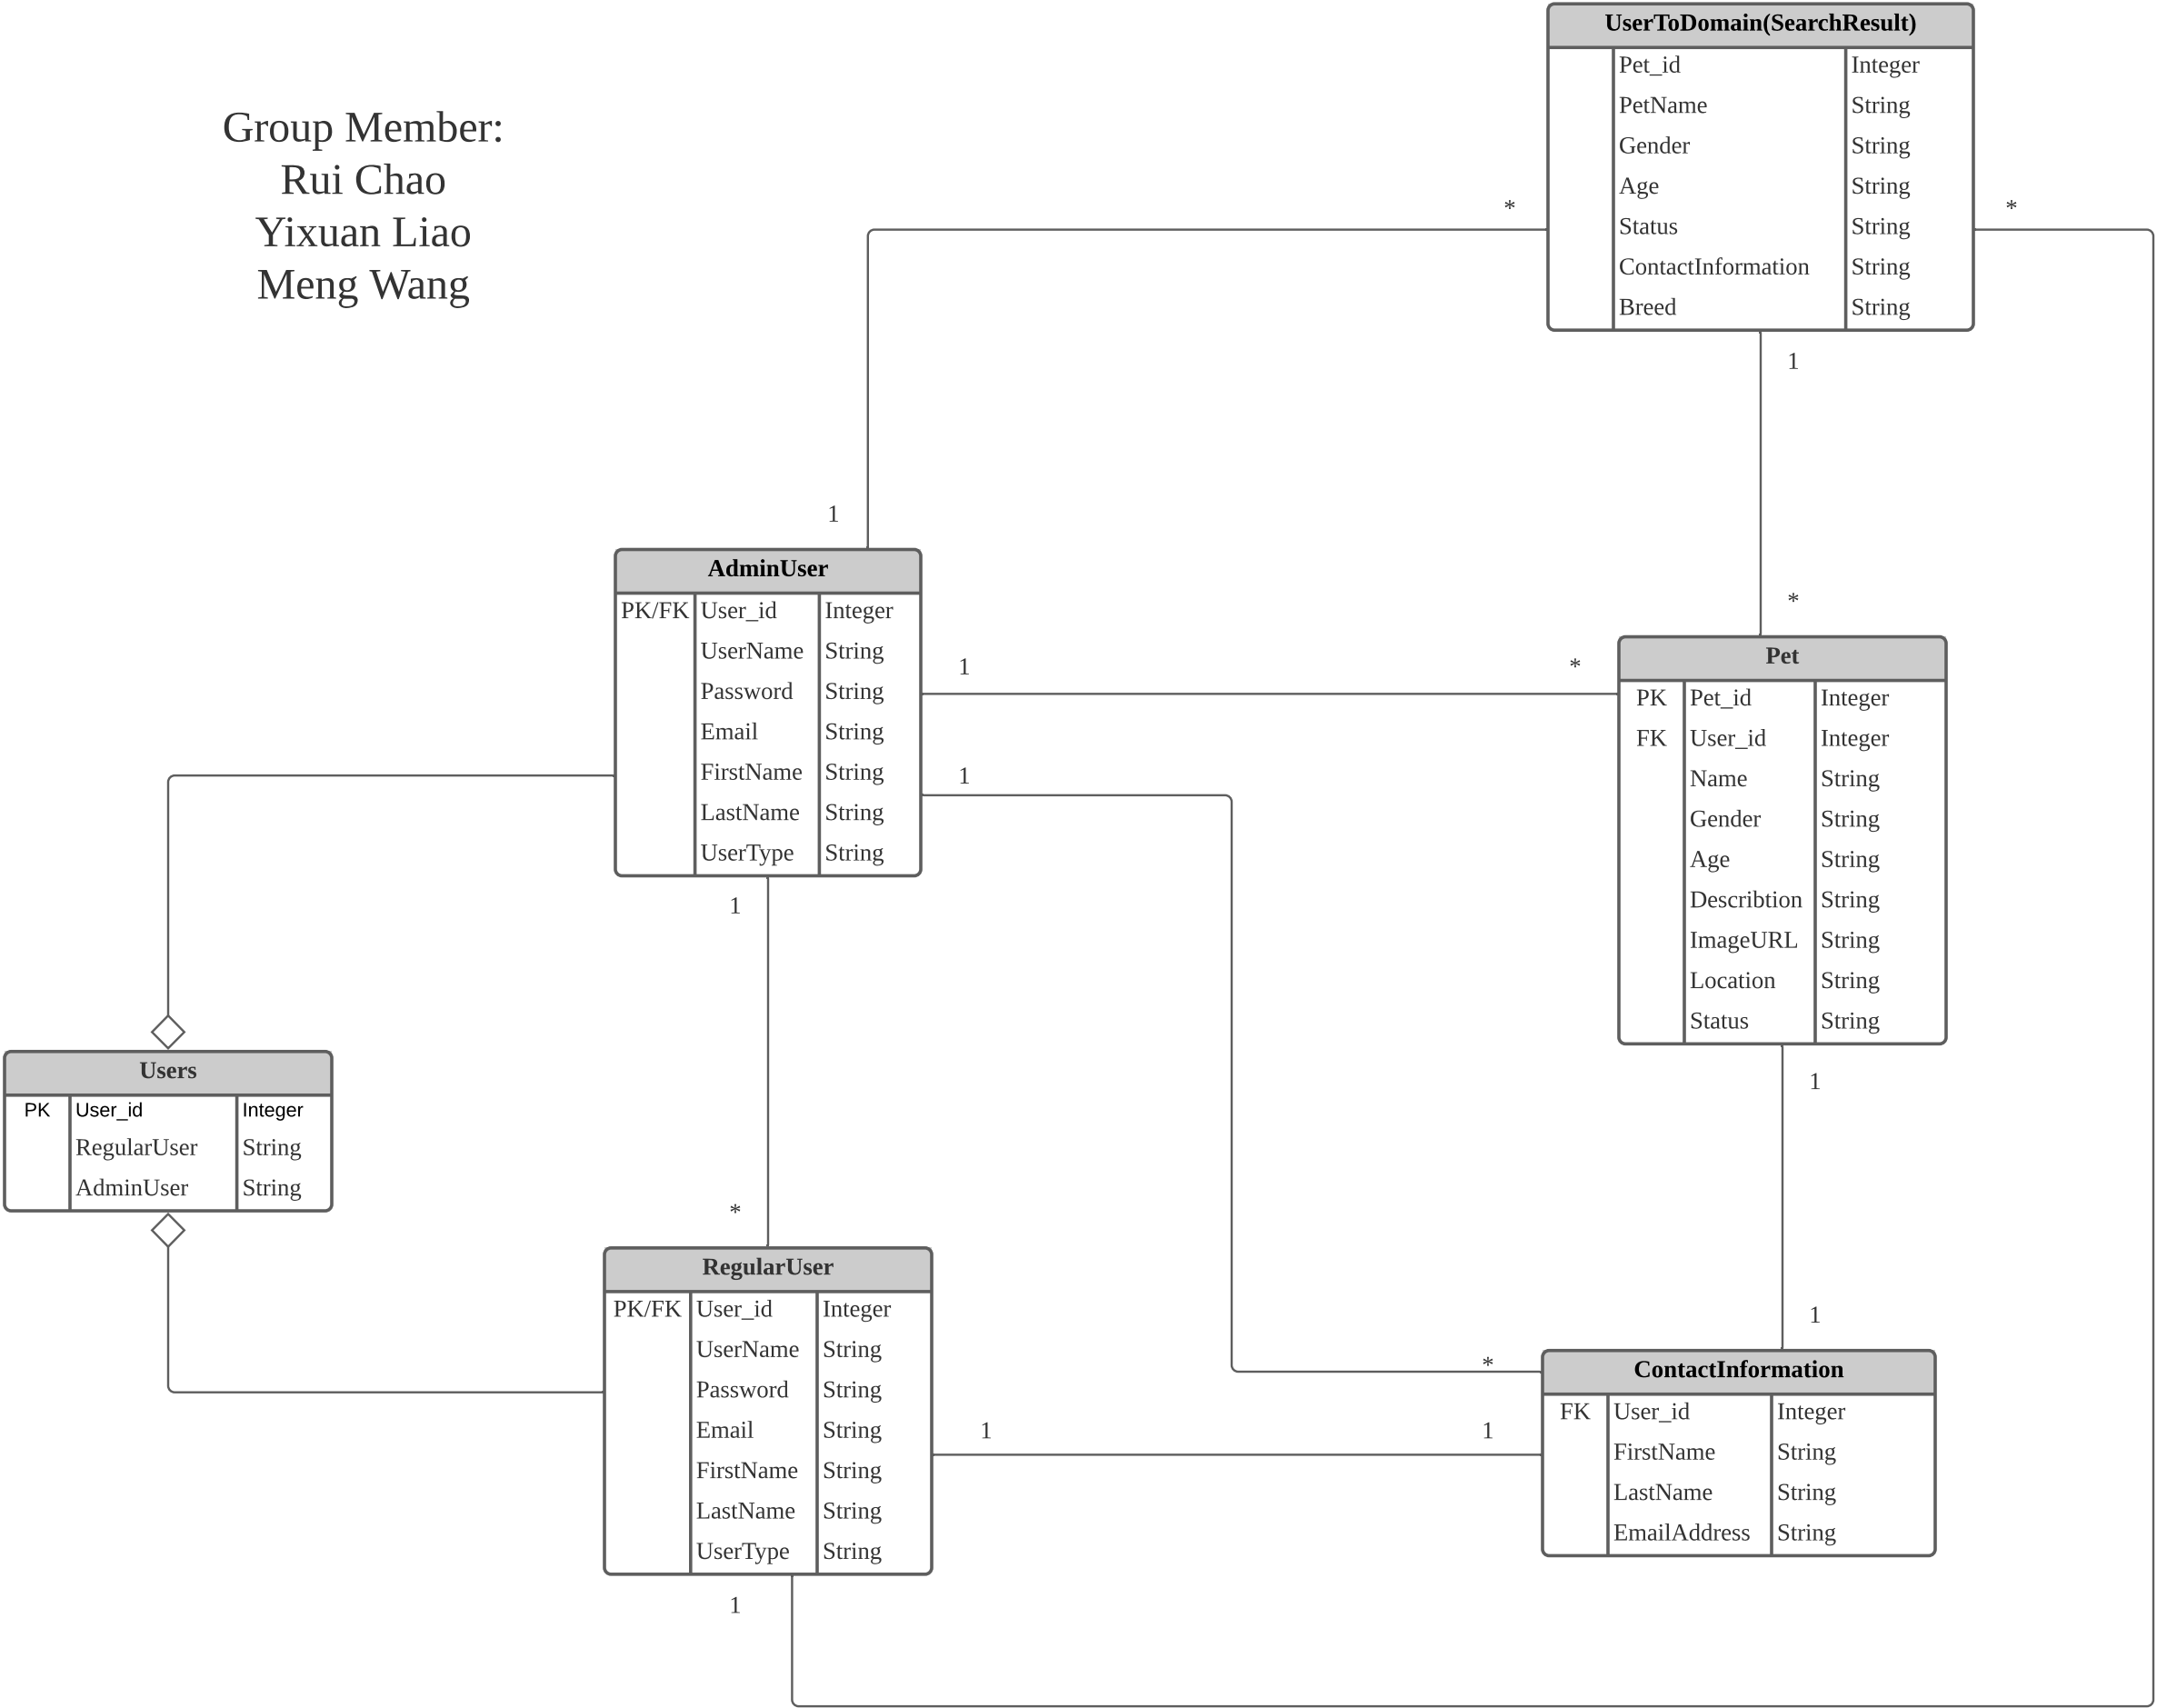 Group Member:
Rui Chao
Yixuan Liao
Meng Wang
UserToDomain(SearchResult)
Pet_id Integer
PetName String
Gender String
Age String
Status String
ContactInformation String
Breed String
*
*
1
1
*
AdminUser
PK/FK User_id Integer
UserName String
Password String
Email String
FirstName String
LastName String
UserType String
1
*
1
1
*
Pet
PK Pet_id Integer
FK User_id Integer
Name String
Gender String
Age String
Describtion String
ImageURL String
Location String
Status String
1
1
Users
PK User_id Integer
RegularUser String
AdminUser String
RegularUser
PK/FK User_id Integer
UserName String
Password String
Email String
FirstName String
LastName String
UserType String
1
1
*
1
ContactInformation
FK User_id Integer
FirstName String
LastName String
EmailAddress String